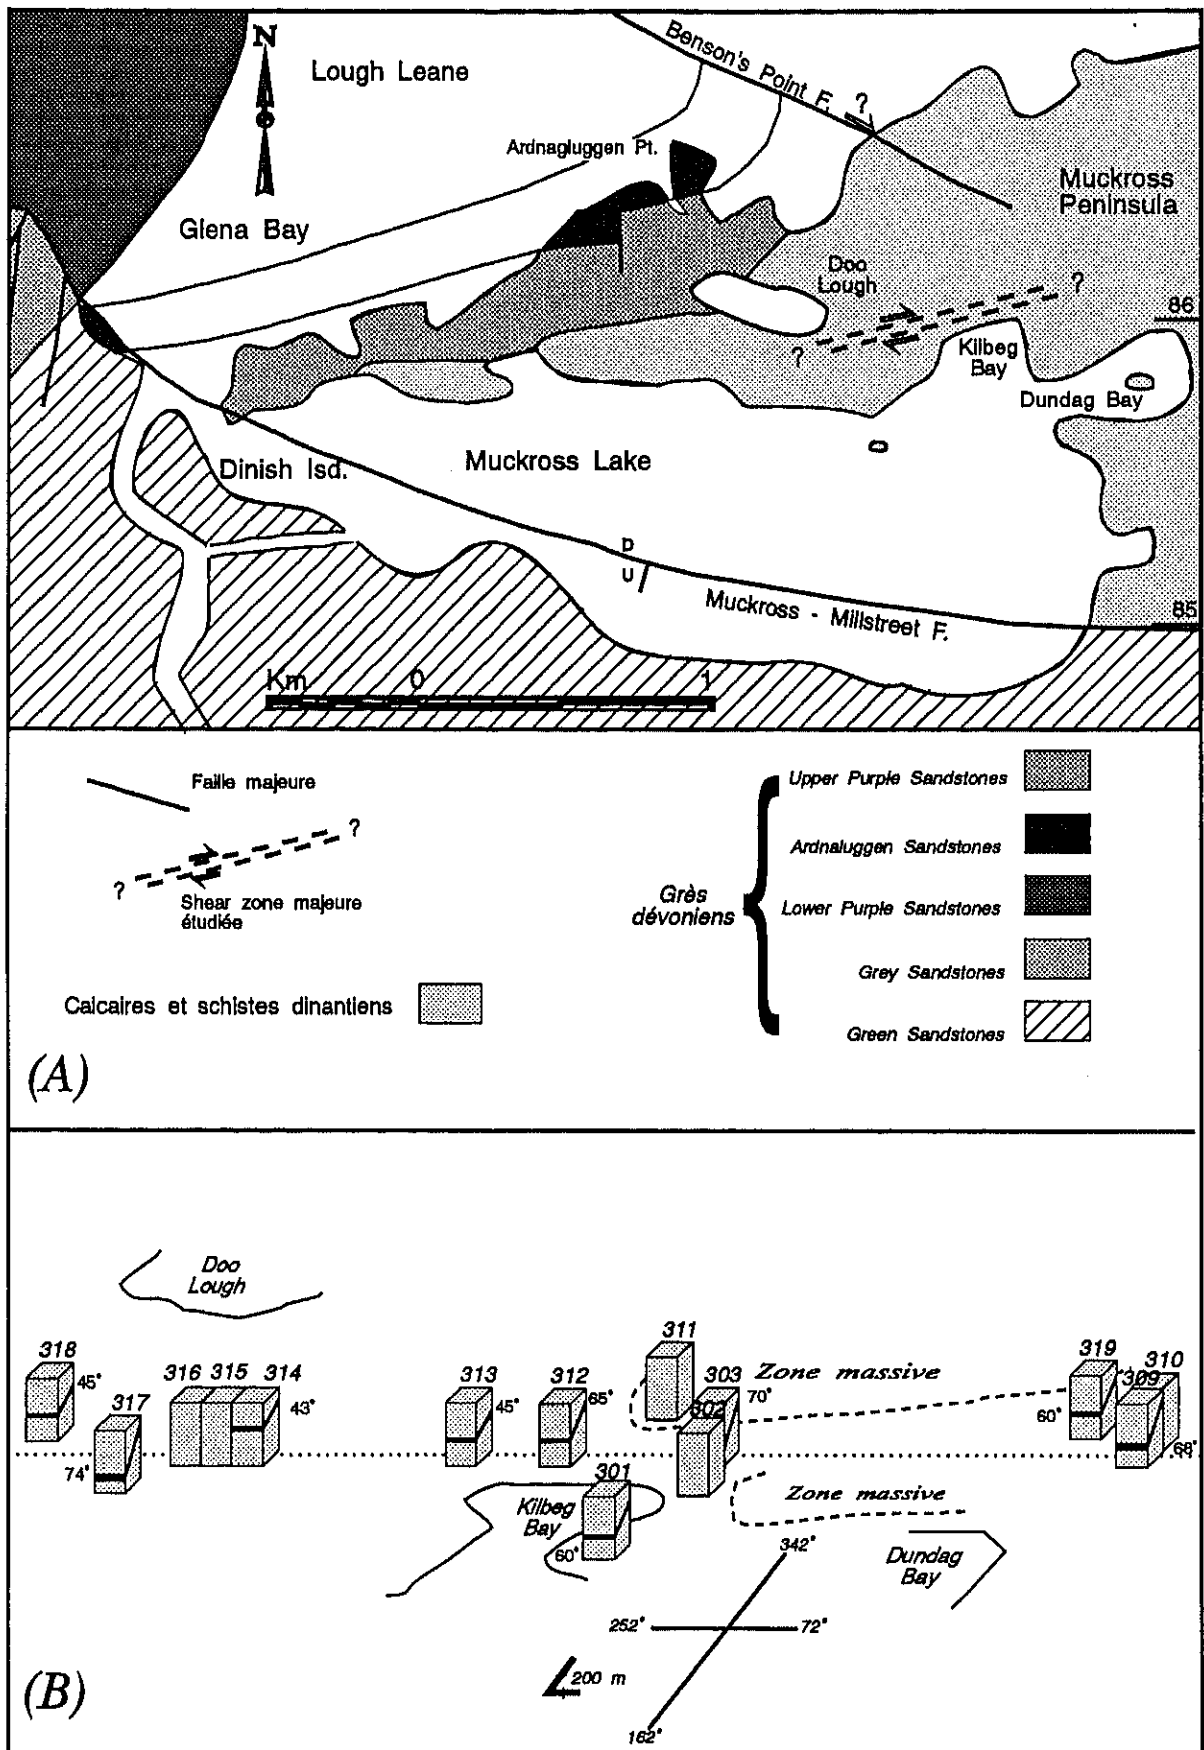 N
Lough Leane
Benson's Point F.
?
Ardnagluggen Pt.
Muckross
Peninsula
Glena Bay
Doo
Lough
?
86
?
Kilbeg
Bay
Dundag Bay
Dinish Isd.
Muckross Lake
D
U
Muckross - Millstreet F.
85
Km 0 1
Faille majeure
?
?
Shear zone majeure
étudiée
Calcaires et schistes dinantiens
Grès
dévoniens
Upper Purple Sandstones
Ardnaluggen Sandstones
Lower Purple Sandstones
Grey Sandstones
Green Sandstones
(A)
Doo
Lough
318
45°
317
74°
316
315
314
43°
313
45°
312
65°
311
303
70°
302
301
60°
Zone massive
Zone massive
319
60°
310
309
68°
Kilbeg
Bay
Dundag
Bay
342°
252°
72°
162°
200 m
(B)